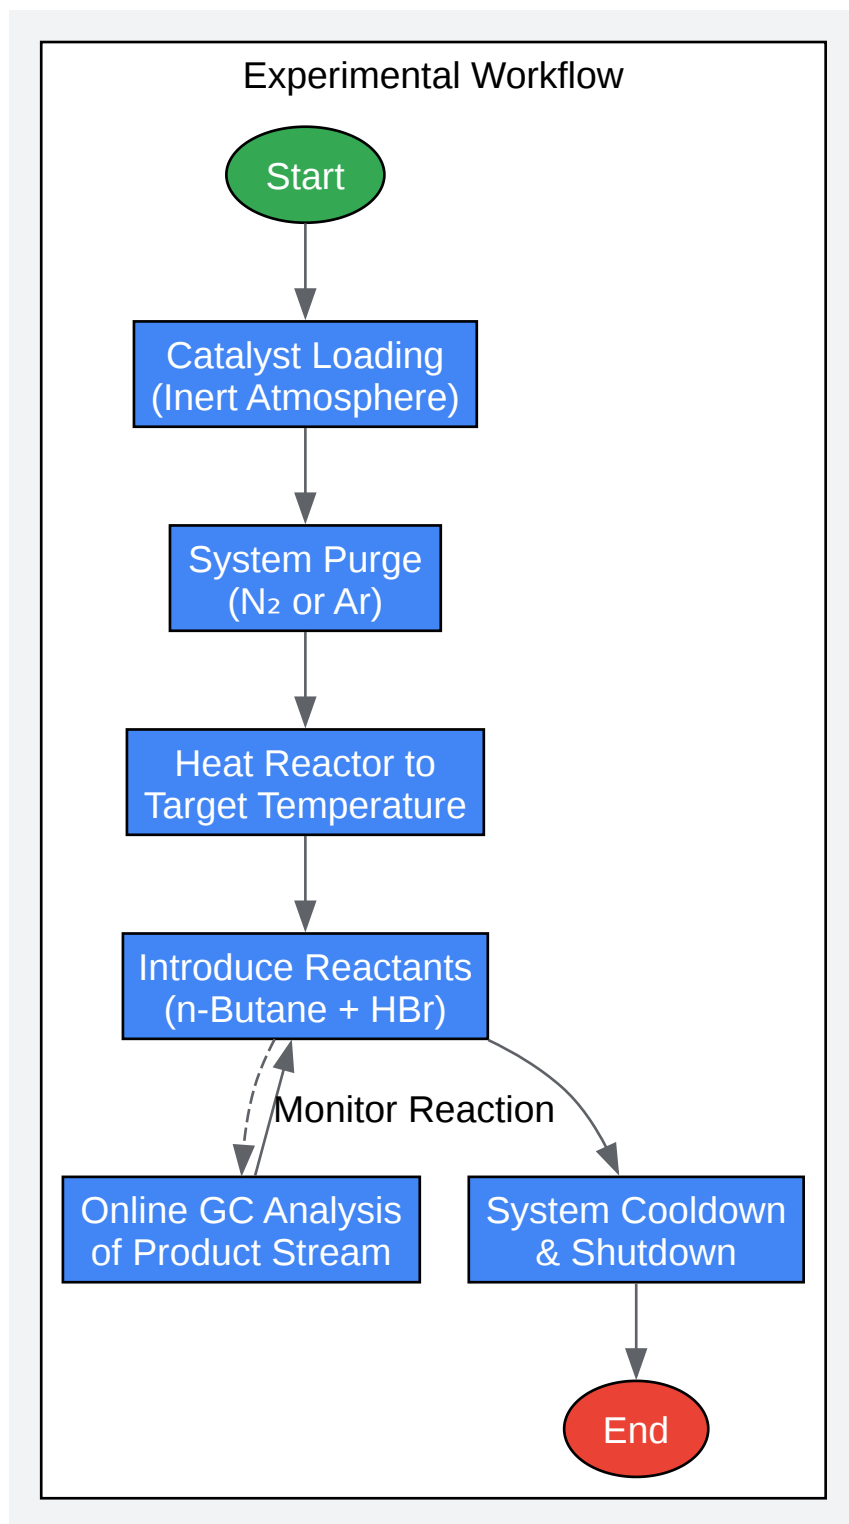 Experimental Workflow
Start
Catalyst Loading
(Inert Atmosphere)
System Purge
(N₂ or Ar)
Heat Reactor to
Target Temperature
Introduce Reactants
(n-Butane + HBr)
Monitor Reaction
Online GC Analysis
of Product Stream
System Cooldown
& Shutdown
End